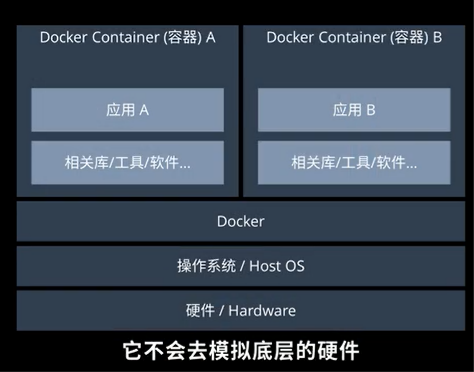 Docker Container (容器) A
Docker Container (容器) B
应用 A
应用 B
相关库/工具/软件...
相关库/工具/软件...
Docker
操作系统 / Host OS
硬件 / Hardware
它不会去模拟底层的硬件